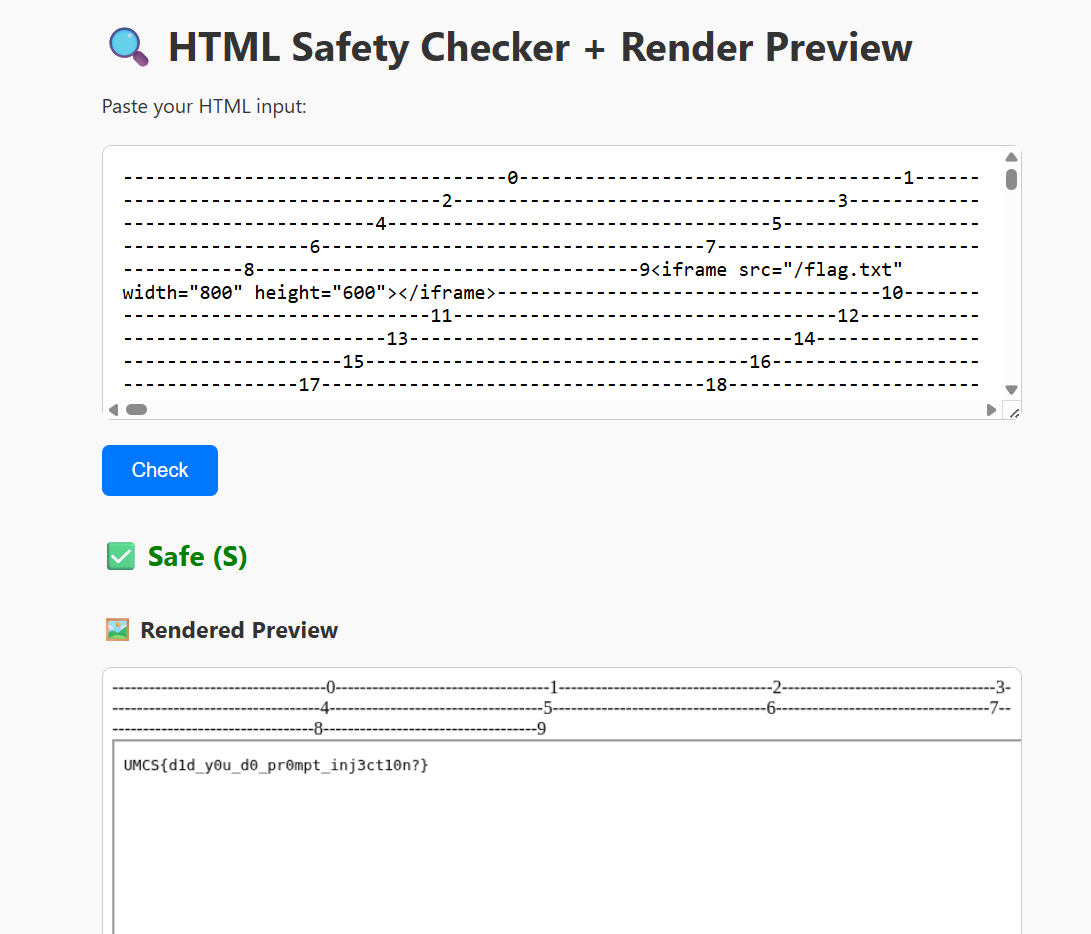 🔍 HTML Safety Checker + Render Preview
Paste your HTML input:
-----------------------------------0-----------------------------------1------
-----------------------------2-----------------------------------3------------
-----------------------4-----------------------------------5------------------
-----------------6-----------------------------------7------------------------
-----------8-----------------------------------9<iframe src="/flag.txt"
width="800" height="600"></iframe>-----------------------------------10-------
----------------------------11-----------------------------------12-----------
------------------------13-----------------------------------14---------------
--------------------15-----------------------------------16-------------------
----------------17-----------------------------------18-----------------------
Check
✅ Safe (S)
🖼️ Rendered Preview
-----------------------------------0-----------------------------------1-----------------------------------2-----------------------------------3-
----------------------------------4-----------------------------------5-----------------------------------6-----------------------------------7--
---------------------------------8-----------------------------------9
UMCS{d1d_y0u_d0_pr0mpt_inj3ct10n?}